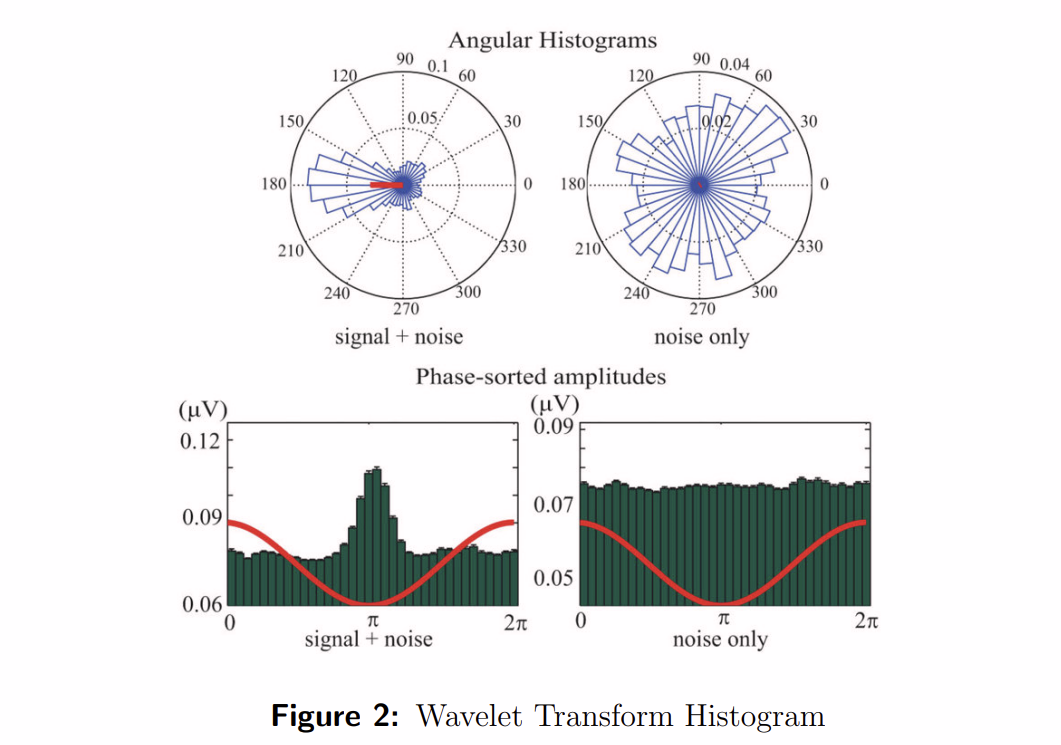 Angular Histograms
90 0.1 90 0.04
120 60 120 60
0.05 0.02
150 30 150 30
180 0 180 0
210 330 210 330
240 300 240 300
270 270
signal + noise noise only
Phase-sorted amplitudes
(μV) (μV)
0.12 0.09
0.09 0.07
0.06 0.05
0 π 2π 0 π 2π
signal + noise noise only
Figure 2: Wavelet Transform Histogram